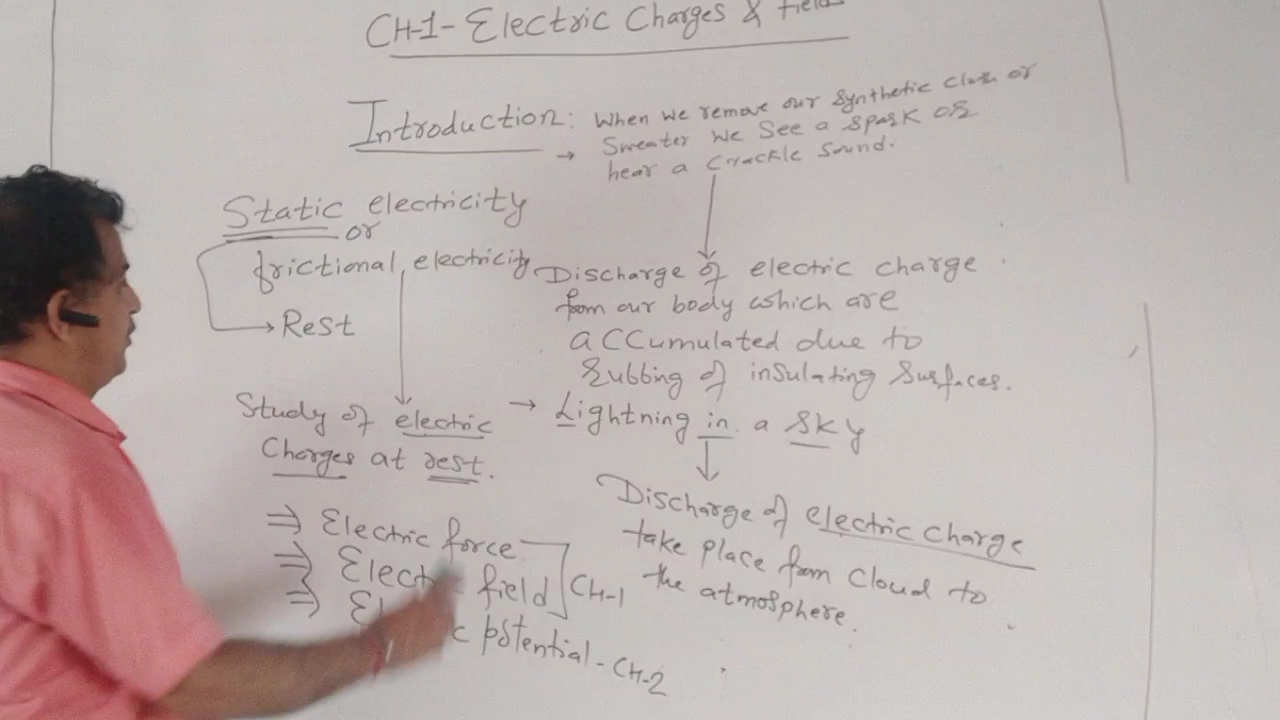 CH-1- Electric Charges & Field
Introduction: When we remove our synthetic cloth or
→ Sweater we see a spark or
hear a Crackle sound.
Static electricity
or
frictional electricity
→ Rest
Study of electric
Charges at rest.
⇒ Electric force
⇒ Electric field
CH-1
⇒ Electric potential - CH-2
Discharge of electric charge
from our body which are
accumulated due to
rubbing of insulating surfaces.
→ Lightning in a sky
Discharge of electric charge
take place from cloud to
the atmosphere.